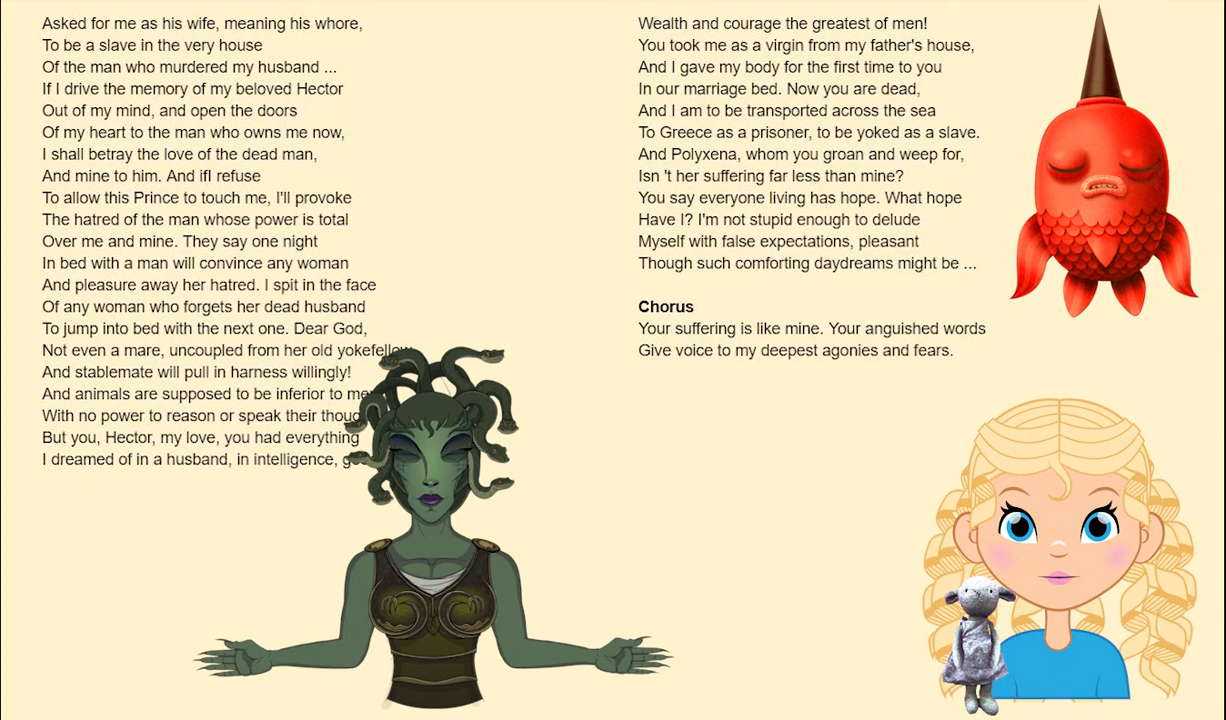 Asked for me as his wife, meaning his whore,
To be a slave in the very house
Of the man who murdered my husband ...
If I drive the memory of my beloved Hector
Out of my mind, and open the doors
Of my heart to the man who owns me now,
I shall betray the love of the dead man,
And mine to him. And ifI refuse
To allow this Prince to touch me, I'll provoke
The hatred of the man whose power is total
Over me and mine. They say one night
In bed with a man will convince any woman
And pleasure away her hatred. I spit in the face
Of any woman who forgets her dead husband
To jump into bed with the next one. Dear God,
Not even a mare, uncoupled from her old yokefellow
And stablemate will pull in harness willingly!
And animals are supposed to be inferior to men
With no power to reason or speak their
But you, Hector, my love, you had everything
I dreamed of in a husband, in intelligence,
Wealth and courage the greatest of men!
You took me as a virgin from my father's house,
And I gave my body for the first time to you
In our marriage bed. Now you are dead,
And I am to be transported across the sea
To Greece as a prisoner, to be yoked as a slave.
And Polyxena, whom you groan and weep for,
Isn 't her suffering far less than mine?
You say everyone living has hope. What hope
Have I? I'm not stupid enough to delude
Myself with false expectations, pleasant
Though such comforting daydreams might be ...
Chorus
Your suffering is like mine. Your anguished words
Give voice to my deepest agonies and fears.